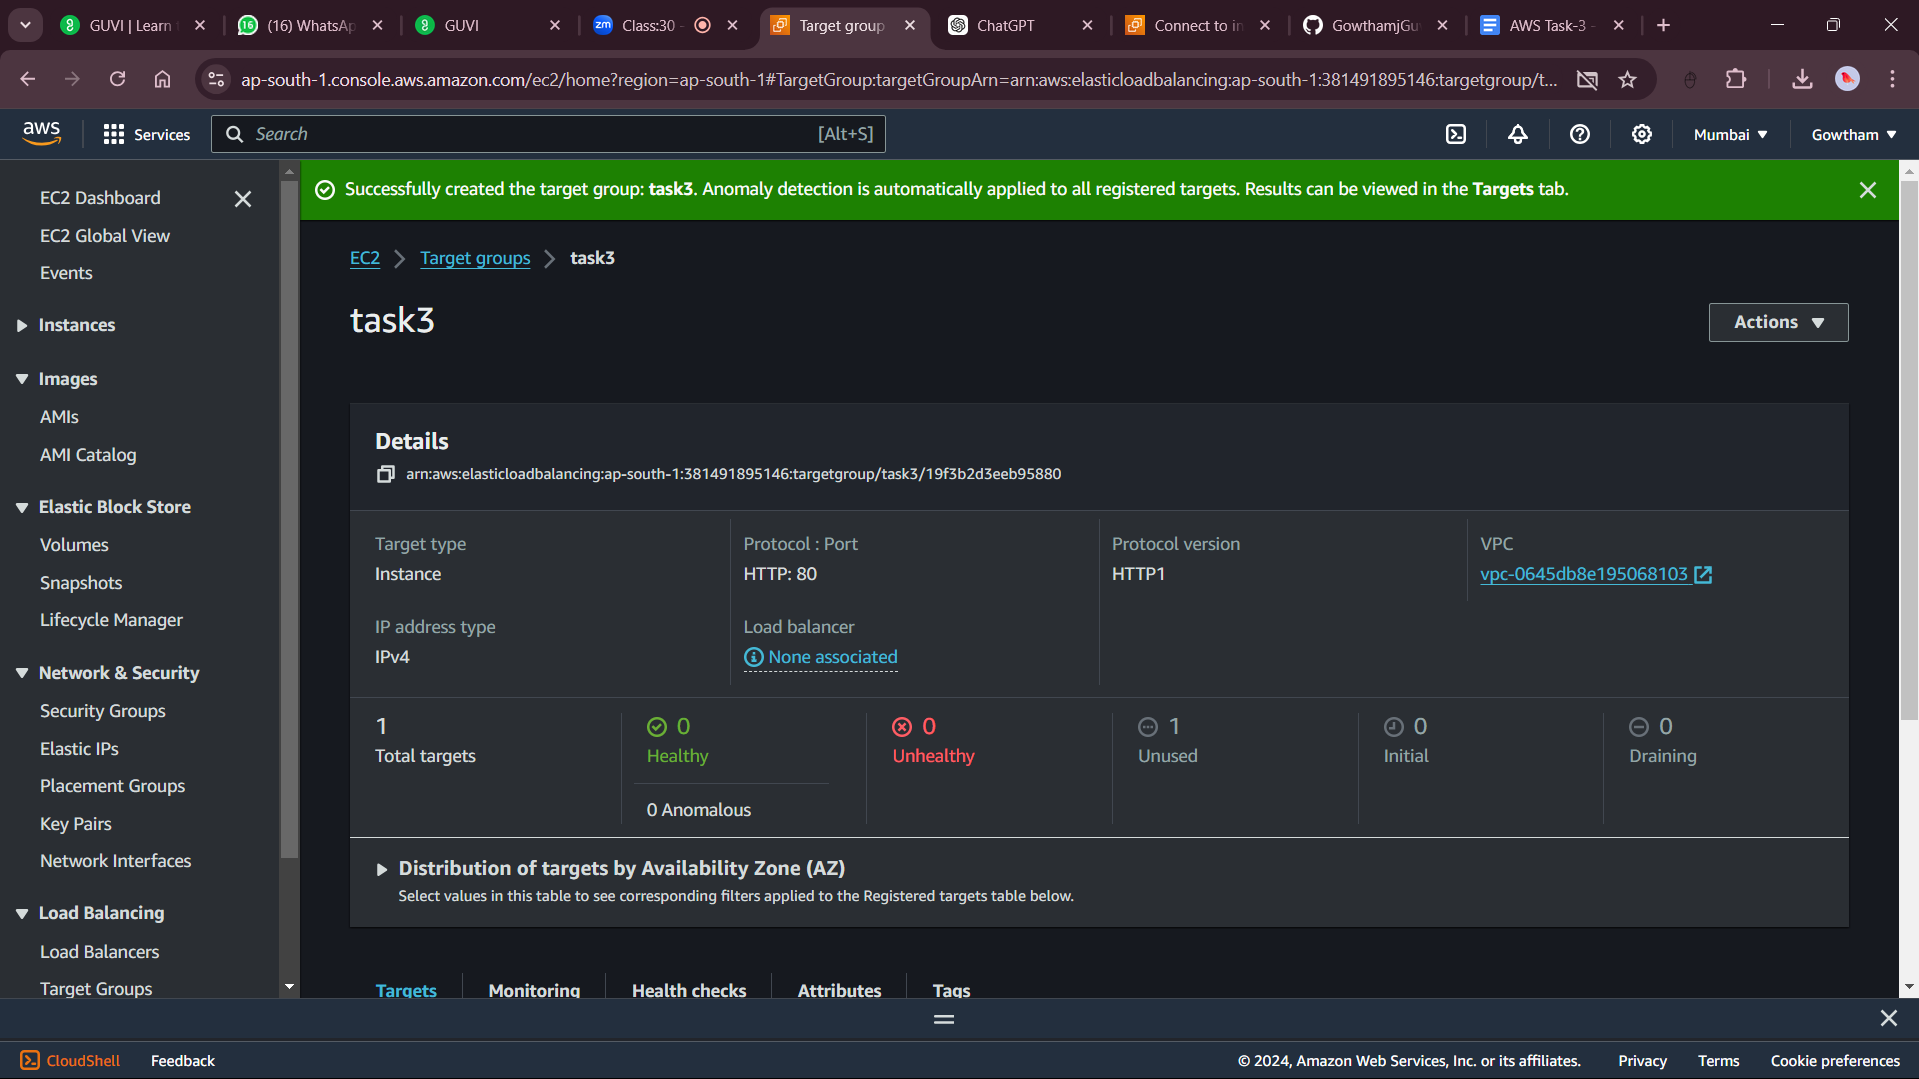 GUVI | Learn
(16) WhatsAp
GUVI
Class:30 -
Target group
ChatGPT
Connect to in
GowthamjGu
AWS Task-3 -
ap-south-1.console.aws.amazon.com/ec2/home?region=ap-south-1#TargetGroup:targetGroupArn=arn:aws:elasticloadbalancing:ap-south-1:381491895146:targetgroup/t...
aws
Services
Search
[Alt+S]
Mumbai
Gowtham
EC2 Dashboard
EC2 Global View
Events
Instances
Images
AMIs
AMI Catalog
Elastic Block Store
Volumes
Snapshots
Lifecycle Manager
Network & Security
Security Groups
Elastic IPs
Placement Groups
Key Pairs
Network Interfaces
Load Balancing
Load Balancers
Target Groups
Successfully created the target group: task3. Anomaly detection is automatically applied to all registered targets. Results can be viewed in the Targets tab.
EC2 > Target groups > task3
task3
Actions
Details
arn:aws:elasticloadbalancing:ap-south-1:381491895146:targetgroup/task3/19f3b2d3eeb95880
Target type
Instance
Protocol : Port
HTTP: 80
Protocol version
HTTP1
VPC
vpc-0645db8e195068103
IP address type
IPv4
Load balancer
None associated
1
Total targets
0
Healthy
0 Anomalous
0
Unhealthy
1
Unused
0
Initial
0
Draining
Distribution of targets by Availability Zone (AZ)
Select values in this table to see corresponding filters applied to the Registered targets table below.
Targets
Monitoring
Health checks
Attributes
Tags
CloudShell
Feedback
© 2024, Amazon Web Services, Inc. or its affiliates.
Privacy
Terms
Cookie preferences